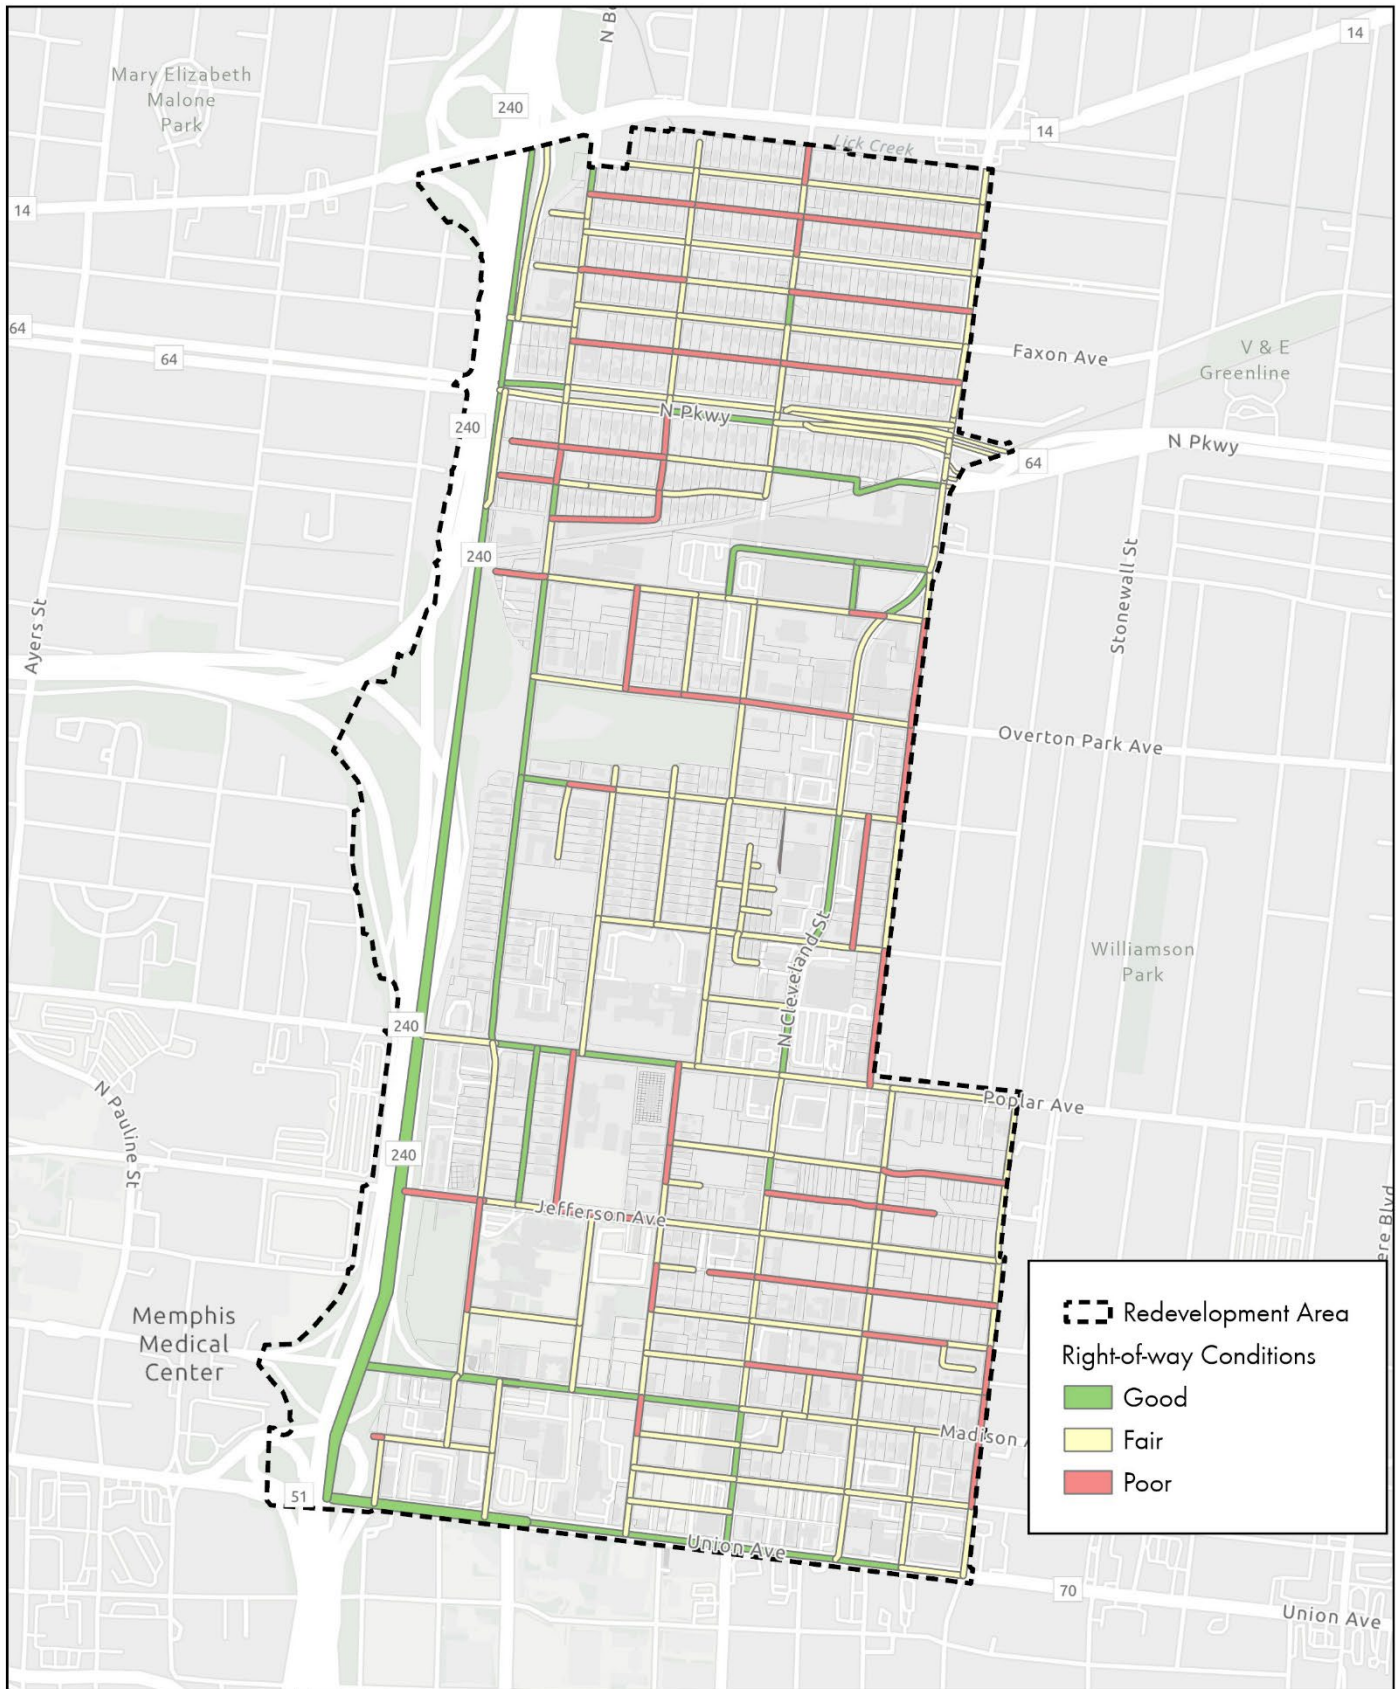 N B
14
Mary Elizabeth
Malone
Park
240
14
Lick Creek
14
64
64
Faxon Ave
V & E
Greenline
240
N Pkwy
N Pkwy
64
240
Stonewall St
Ayers St
Overton Park Ave
N Cleveland St
Williamson
Park
240
Poplar Ave
N Pauline St
240
Jefferson Ave
ere Blvd
Memphis
Medical
Center
Madison A
51
Union Ave
70
Union Ave
Redevelopment Area
Right-of-way Conditions
Good
Fair
Poor